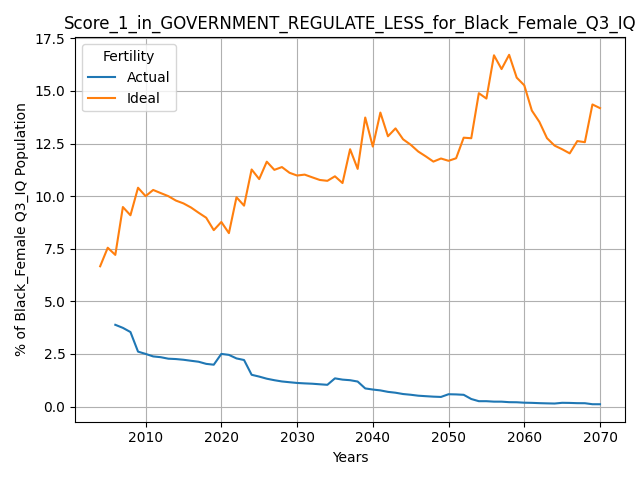 Score_1_in_GOVERNMENT_REGULATE_LESS_for_Black_Female_Q3_IQ
Fertility
Actual
Ideal
% of Black_Female Q3_IQ Population
17.5
15.0
12.5
10.0
7.5
5.0
2.5
0.0
2010 2020 2030 2040 2050 2060 2070
Years